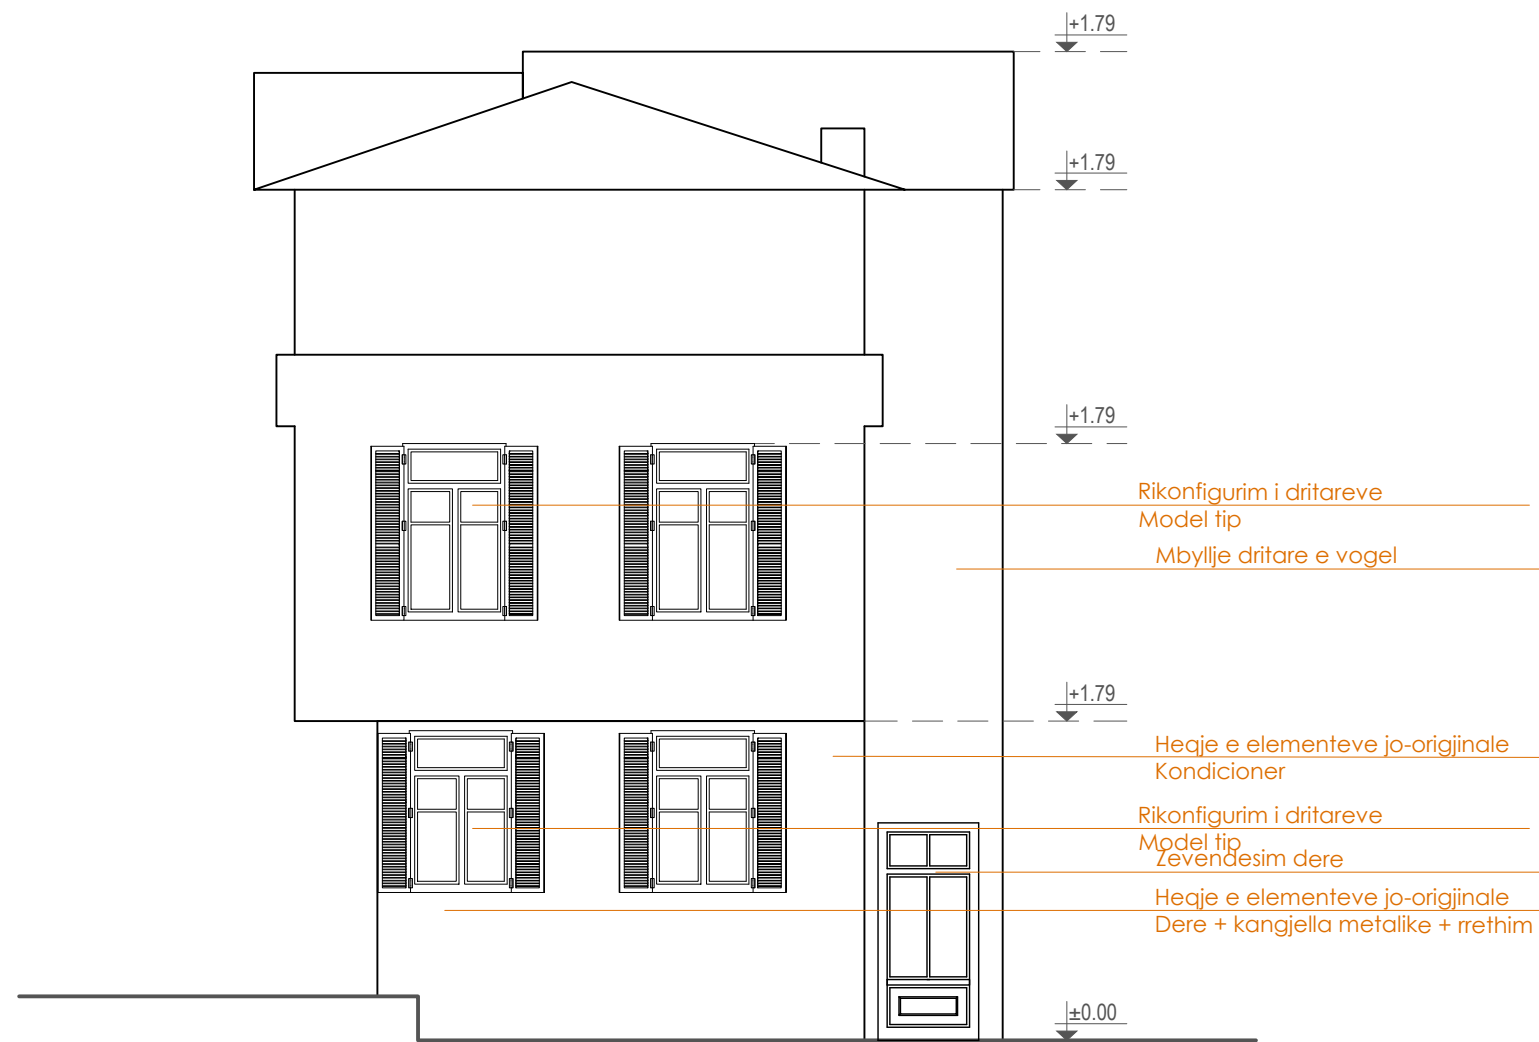 +1.79
+1.79
+1.79
Rikonfigurim i dritareve
Model tip
Mbyllje dritare e vogel
+1.79
Heqje e elementeve jo-origjinale
Kondicioner
Rikonfigurim i dritareve
Model tip
Zevendesim dere
Heqje e elementeve jo-origjinale
Dere + kangjella metalike + rrethim
±0.00